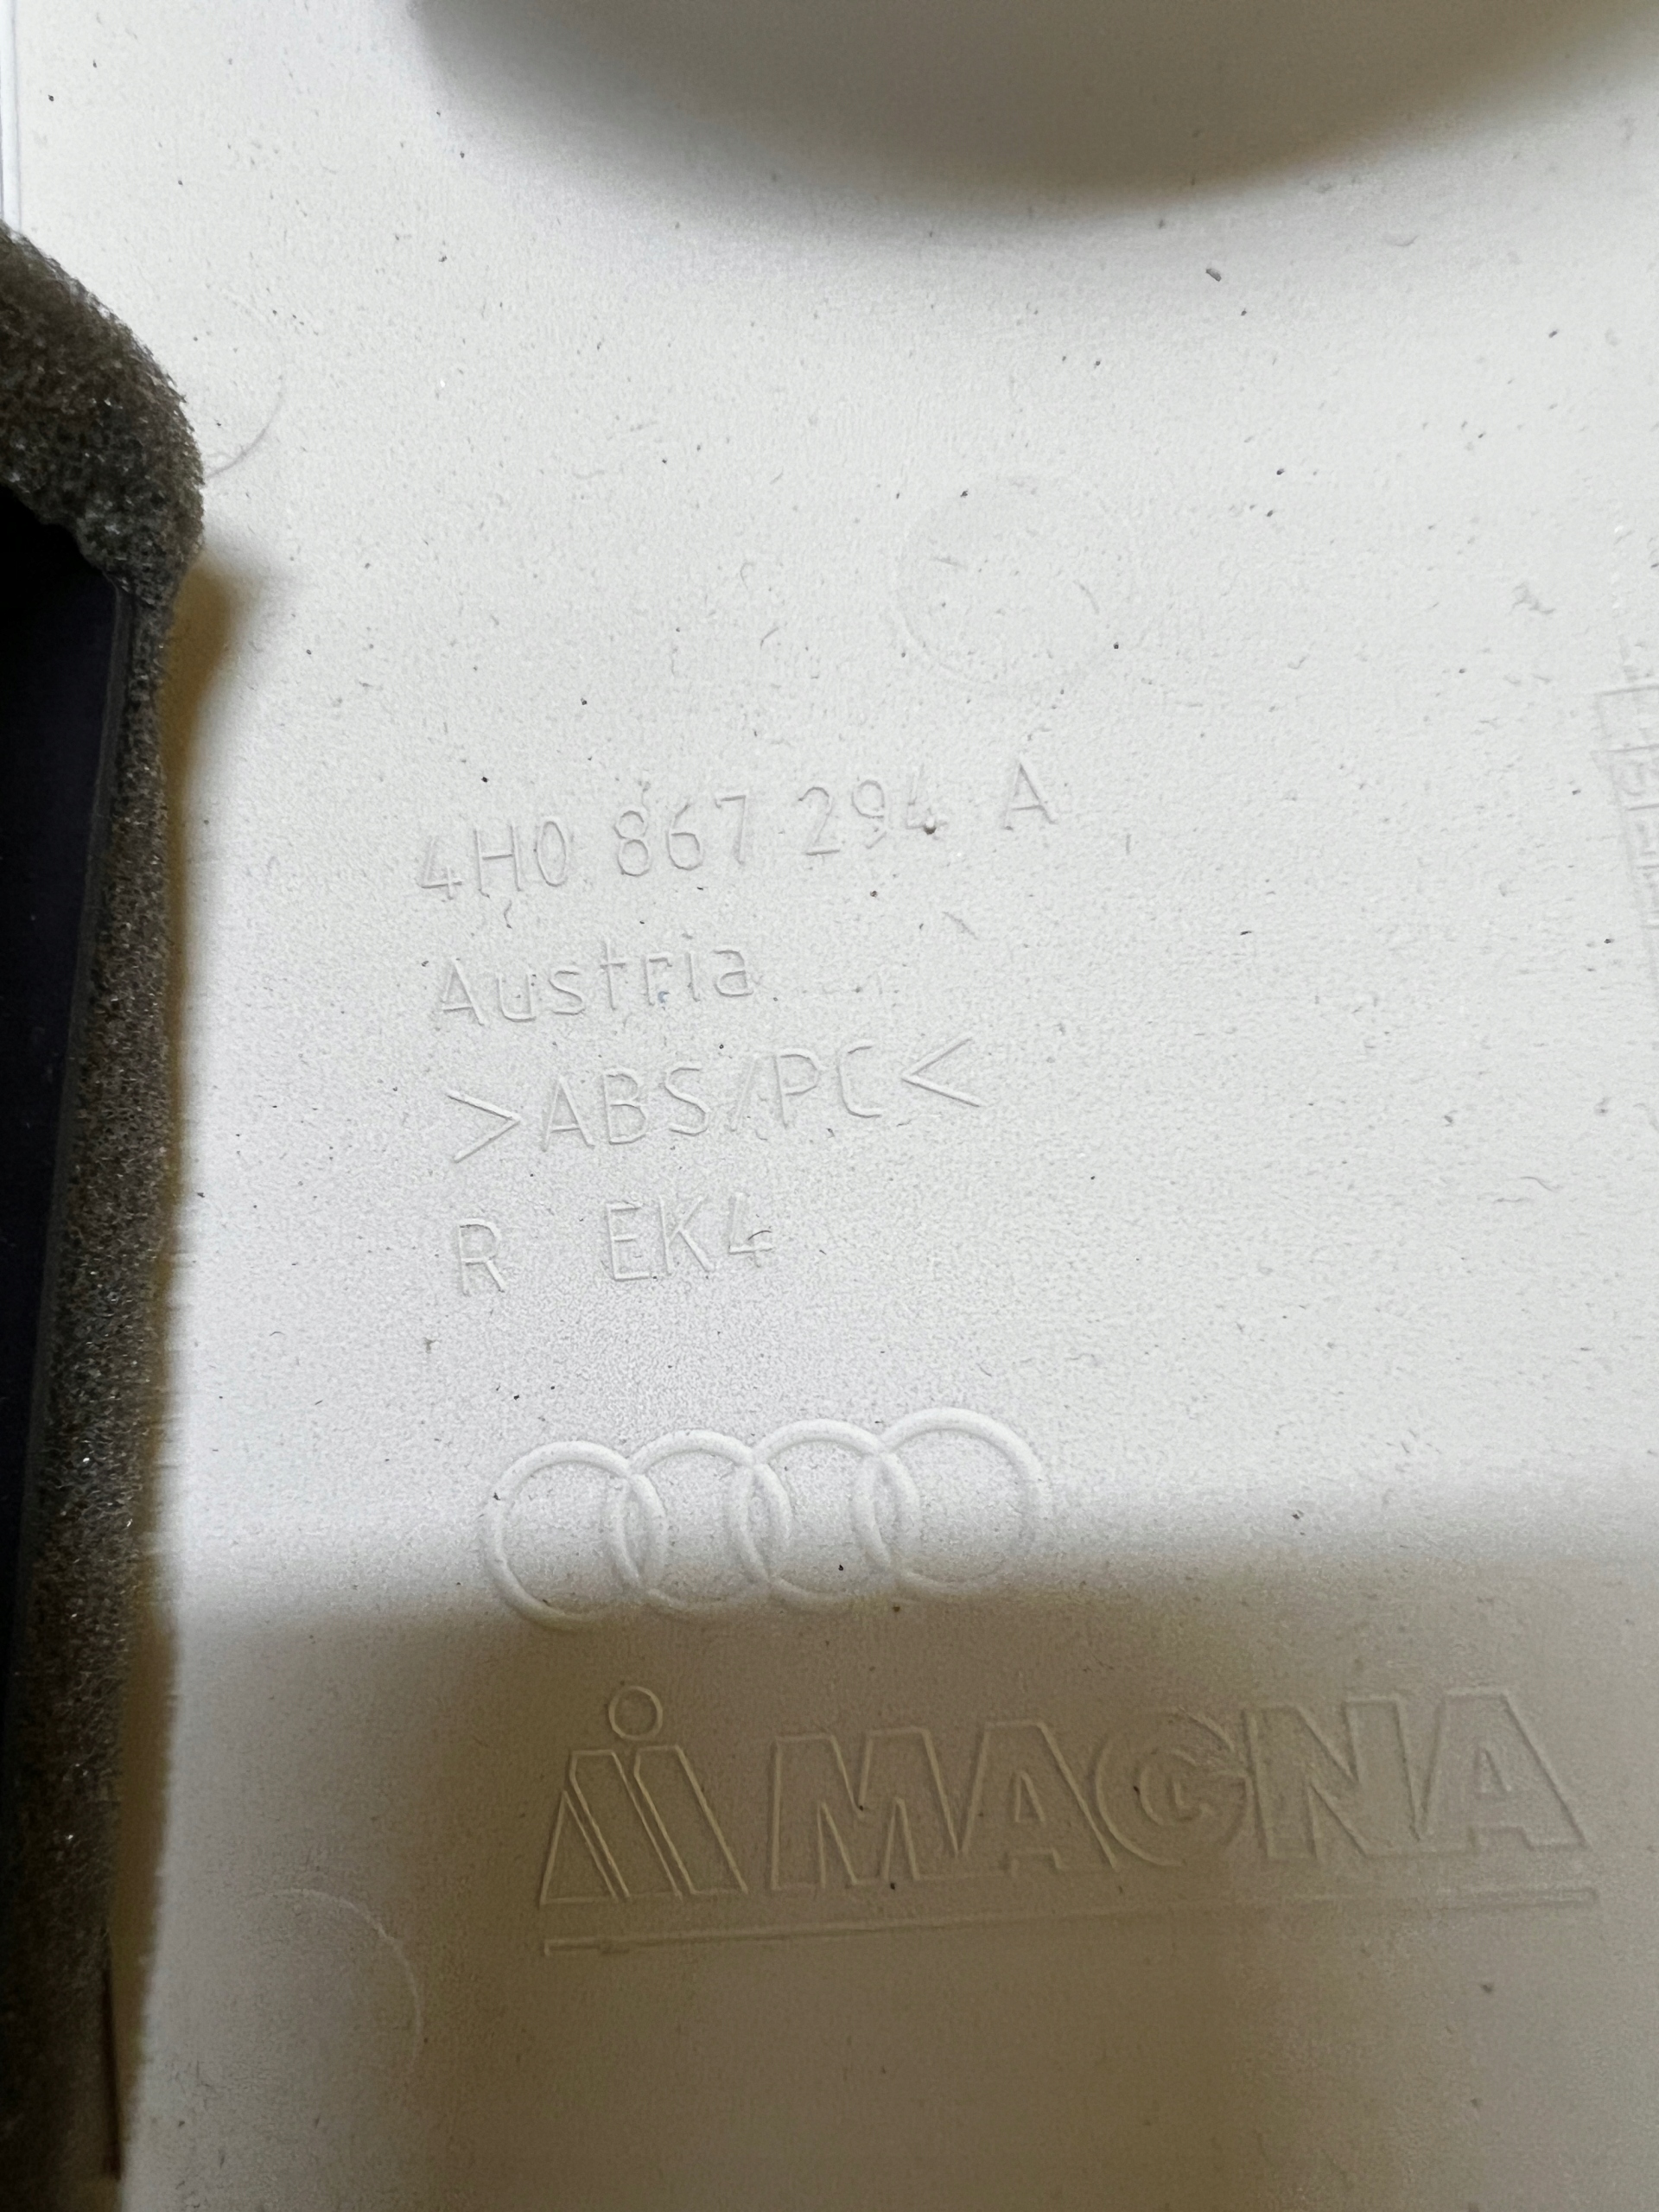 4H0 867 294 A
Austria
>ABS/PC<
R EK4
MAGNA